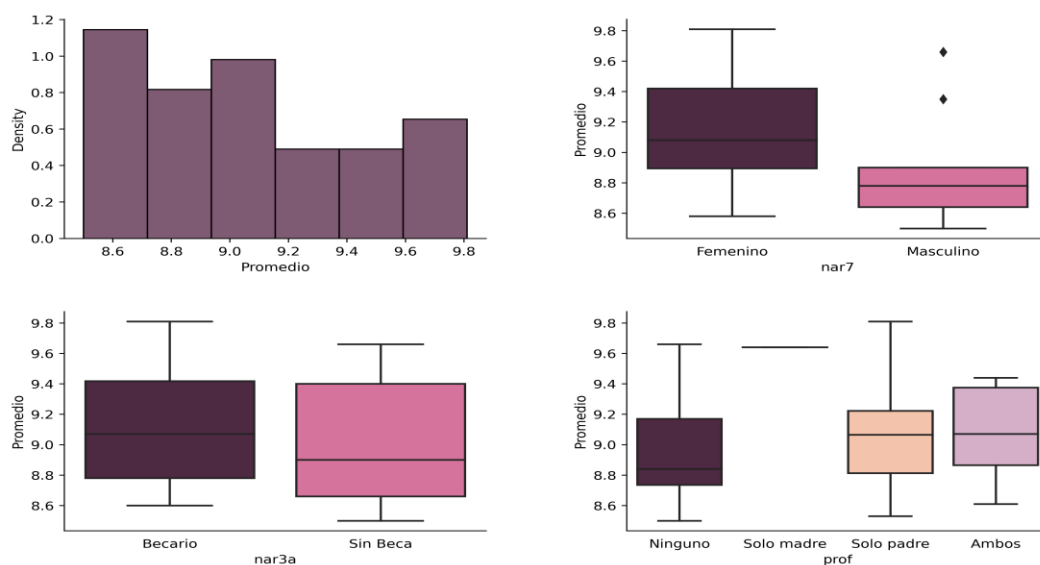 Density
1.2
1.0
0.8
0.6
0.4
0.2
0.0
8.6 8.8 9.0 9.2 9.4 9.6 9.8
Promedio
Promedio
9.8
9.6
9.4
9.2
9.0
8.8
8.6
Femenino Masculino
nar7
Promedio
9.8
9.6
9.4
9.2
9.0
8.8
8.6
Becario Sin Beca
nar3a
Promedio
9.8
9.6
9.4
9.2
9.0
8.8
8.6
Ninguno Solo madre Solo padre Ambos
prof